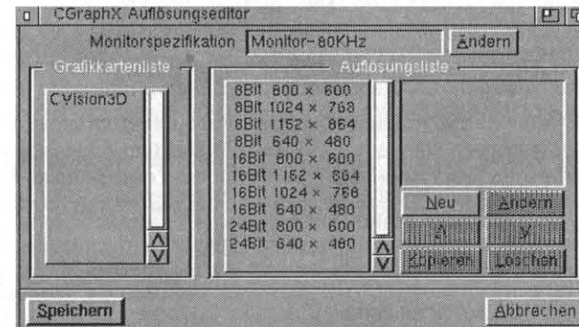 CGraphX Auflösungseditor
Monitorspezifikation Monitor-80KHz Ändern
Grafikkartenliste
CVision3D
Auflösungsliste
8Bit 800 × 600
8Bit 1024 × 768
8Bit 1152 × 864
8Bit 640 × 480
16Bit 800 × 600
16Bit 1152 × 864
16Bit 1024 × 768
16Bit 640 × 480
24Bit 800 × 600
24Bit 640 × 480
Neu Ändern
Kopieren Löschen
Speichern Abbrechen